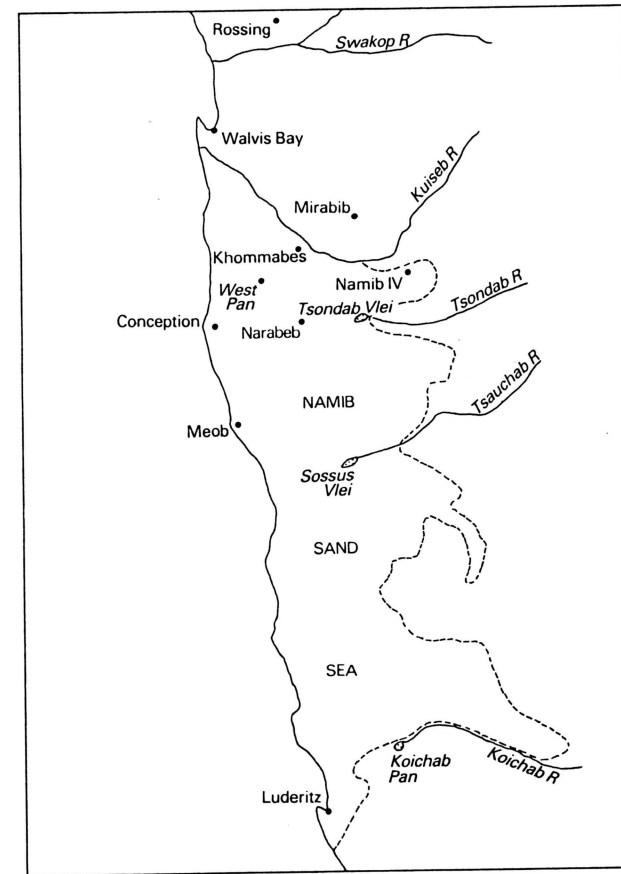 Rossing
Swakop R
Walvis Bay
Kuiseb R
Mirabib
Khommabes
West
Pan
Namib IV
Tsondab R
Tsondab Vlei
Conception
Narabeb
Tsauchab R
NAMIB
Meob
Sossus
Vlei
SAND
SEA
Koichab
Pan
Koichab R
Luderitz